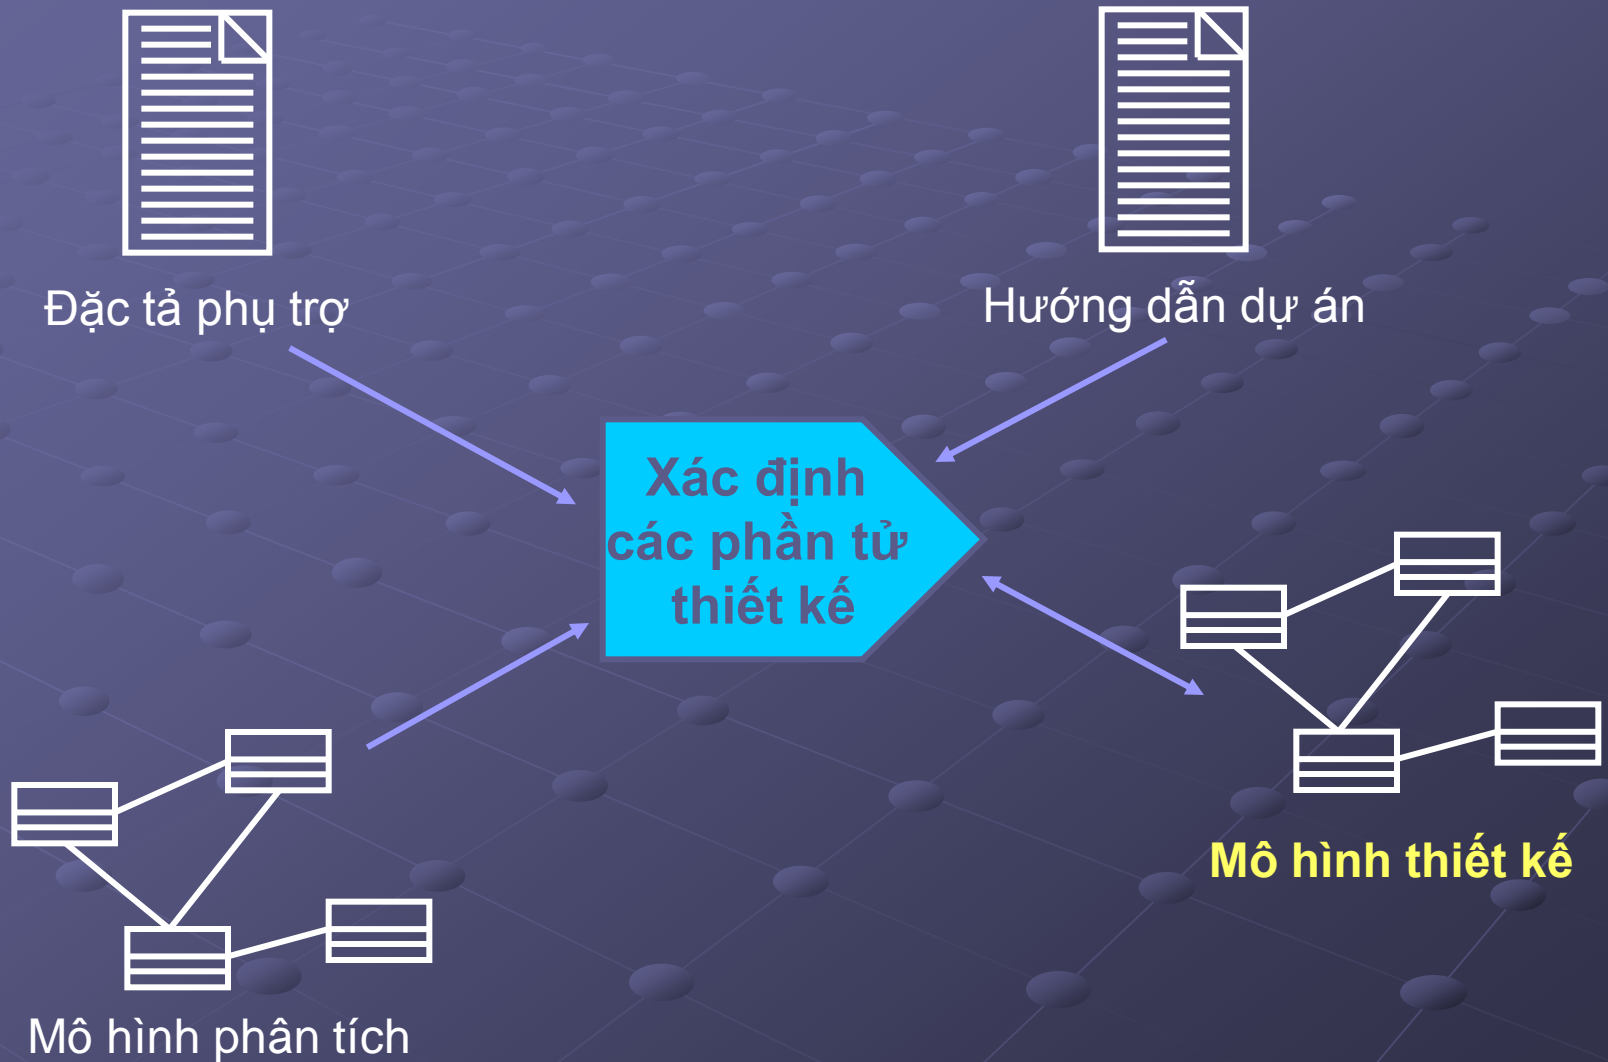 Đặc tả phụ trợ
Hướng dẫn dự án
Xác định
các phần tử
thiết kế
Mô hình thiết kế
Mô hình phân tích